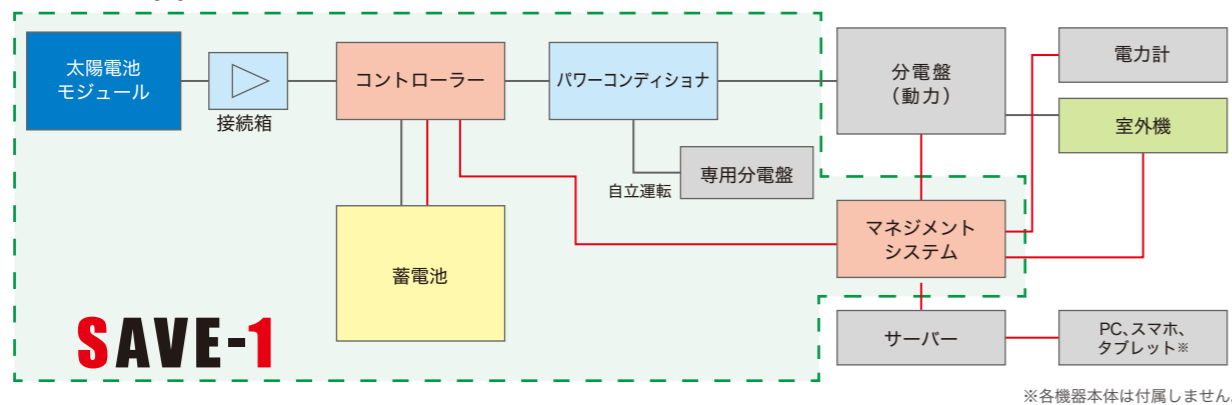 太陽電池
モジュール
接続箱
コントローラー
パワーコンディショナ
分電盤
（動力）
電力計
室外機
自立運転
専用分電盤
蓄電池
マネジメント
システム
SAVE-1
サーバー
PC、スマホ、
タブレット※
※各機器本体は付属しません